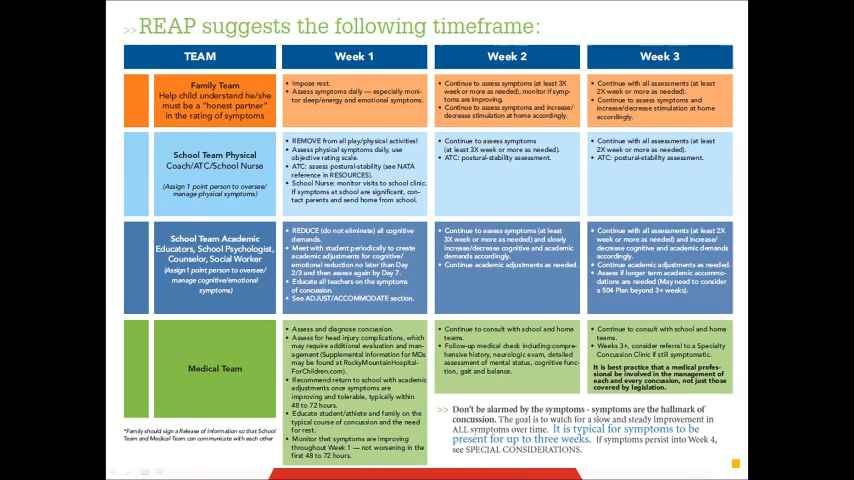 >> REAP suggests the following timeframe:
TEAM
Week 1
Week 2
Week 3
Family Team
Help child understand he/she
must be a "honest partner"
in the rating of symptoms
• Impose rest.
• Assess symptoms daily — especially moni-
tor sleep/energy and emotional symptoms.
• Continue to assess symptoms (at least 3X
week or more as needed), monitor if symp-
toms are improving.
• Continue to assess symptoms and increase/
decrease stimulation at home accordingly.
• Continue with all assessments (at least
2X week or more as needed).
• Continue to assess symptoms and
increase/decrease stimulation at home
accordingly.
School Team Physical
Coach/ATC/School Nurse
(Assign 1 point person to oversee/
manage physical symptoms)
• REMOVE from all play/physical activities!
• Assess physical symptoms daily, use
objective rating scale.
• ATC: assess postural-stability (see NATA
reference in RESOURCES).
• School Nurse: monitor visits to school clinic.
If symptoms at school are significant, con-
tact parents and send home from school.
• Continue to assess symptoms
(at least 3X week or more as needed).
• ATC: postural-stability assessment.
• Continue with all assessments (at least
2X week or more as needed).
• ATC: postural-stability assessment.
School Team Academic
Educators, School Psychologist,
Counselor, Social Worker
(Assign 1 point person to oversee/
manage cognitive/emotional
symptoms)
• REDUCE (do not eliminate) all cognitive
demands.
• Meet with student periodically to create
academic adjustments for cognitive/
emotional reduction no later than Day
2/3 and then assess again by Day 7.
• Educate all teachers on the symptoms
of concussion.
• See ADJUST/ACCOMMODATE section.
• Continue to assess symptoms (at least
3X week or more as needed) and slowly
increase/decrease cognitive and academic
demands accordingly.
• Continue academic adjustments as needed.
• Continue with all assessments (at least 2X
week or more as needed) and increase/
decrease cognitive and academic demands
accordingly.
• Continue academic adjustments as needed.
• Assess if longer term academic accommo-
dations are needed (May need to consider
a 504 Plan beyond 3+ weeks).
Medical Team
• Assess and diagnose concussion.
• Assess for head injury complications, which
may require additional evaluation and man-
agement (Supplemental information for MDs
may be found at RockyMountainHospital-
ForChildren.com).
• Recommend return to school with academic
adjustments once symptoms are
improving and tolerable, typically within
48 to 72 hours.
• Educate student/athlete and family on the
typical course of concussion and the need
for rest.
• Monitor that symptoms are improving
throughout Week 1 — not worsening in the
first 48 to 72 hours.
• Continue to consult with school and home
teams.
• Follow-up medical check including:compre-
hensive history, neurologic exam, detailed
assessment of mental status, cognitive func-
tion, gait and balance.
• Continue to consult with school and home
teams.
• Weeks 3+, consider referral to a Specialty
Concussion Clinic if still symptomatic.
It is best practice that a medical profes-
sional be involved in the management of
each and every concussion, not just those
covered by legislation.
*Family should sign a Release of Information so that School
Team and Medical Team can communicate with each other
>> Don't be alarmed by the symptoms - symptoms are the hallmark of
concussion. The goal is to watch for a slow and steady improvement in
ALL symptoms over time. It is typical for symptoms to be
present for up to three weeks. If symptoms persist into Week 4,
see SPECIAL CONSIDERATIONS.